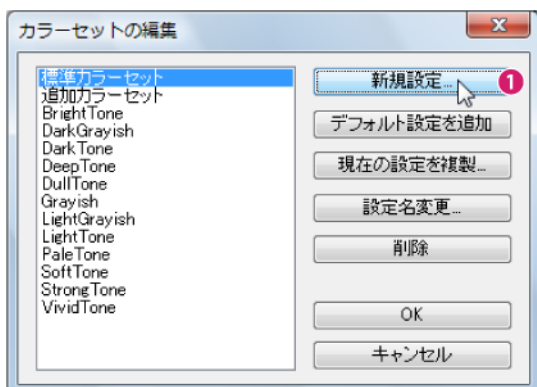 カラーセットの編集
標準カラーセット
追加カラーセット
BrightTone
DarkGrayish
DarkTone
DeepTone
DullTone
Grayish
LightGrayish
LightTone
PaleTone
SoftTone
StrongTone
VividTone
新規設定...
1
デフォルト設定を追加
現在の設定を複製...
設定名変更...
削除
OK
キャンセル